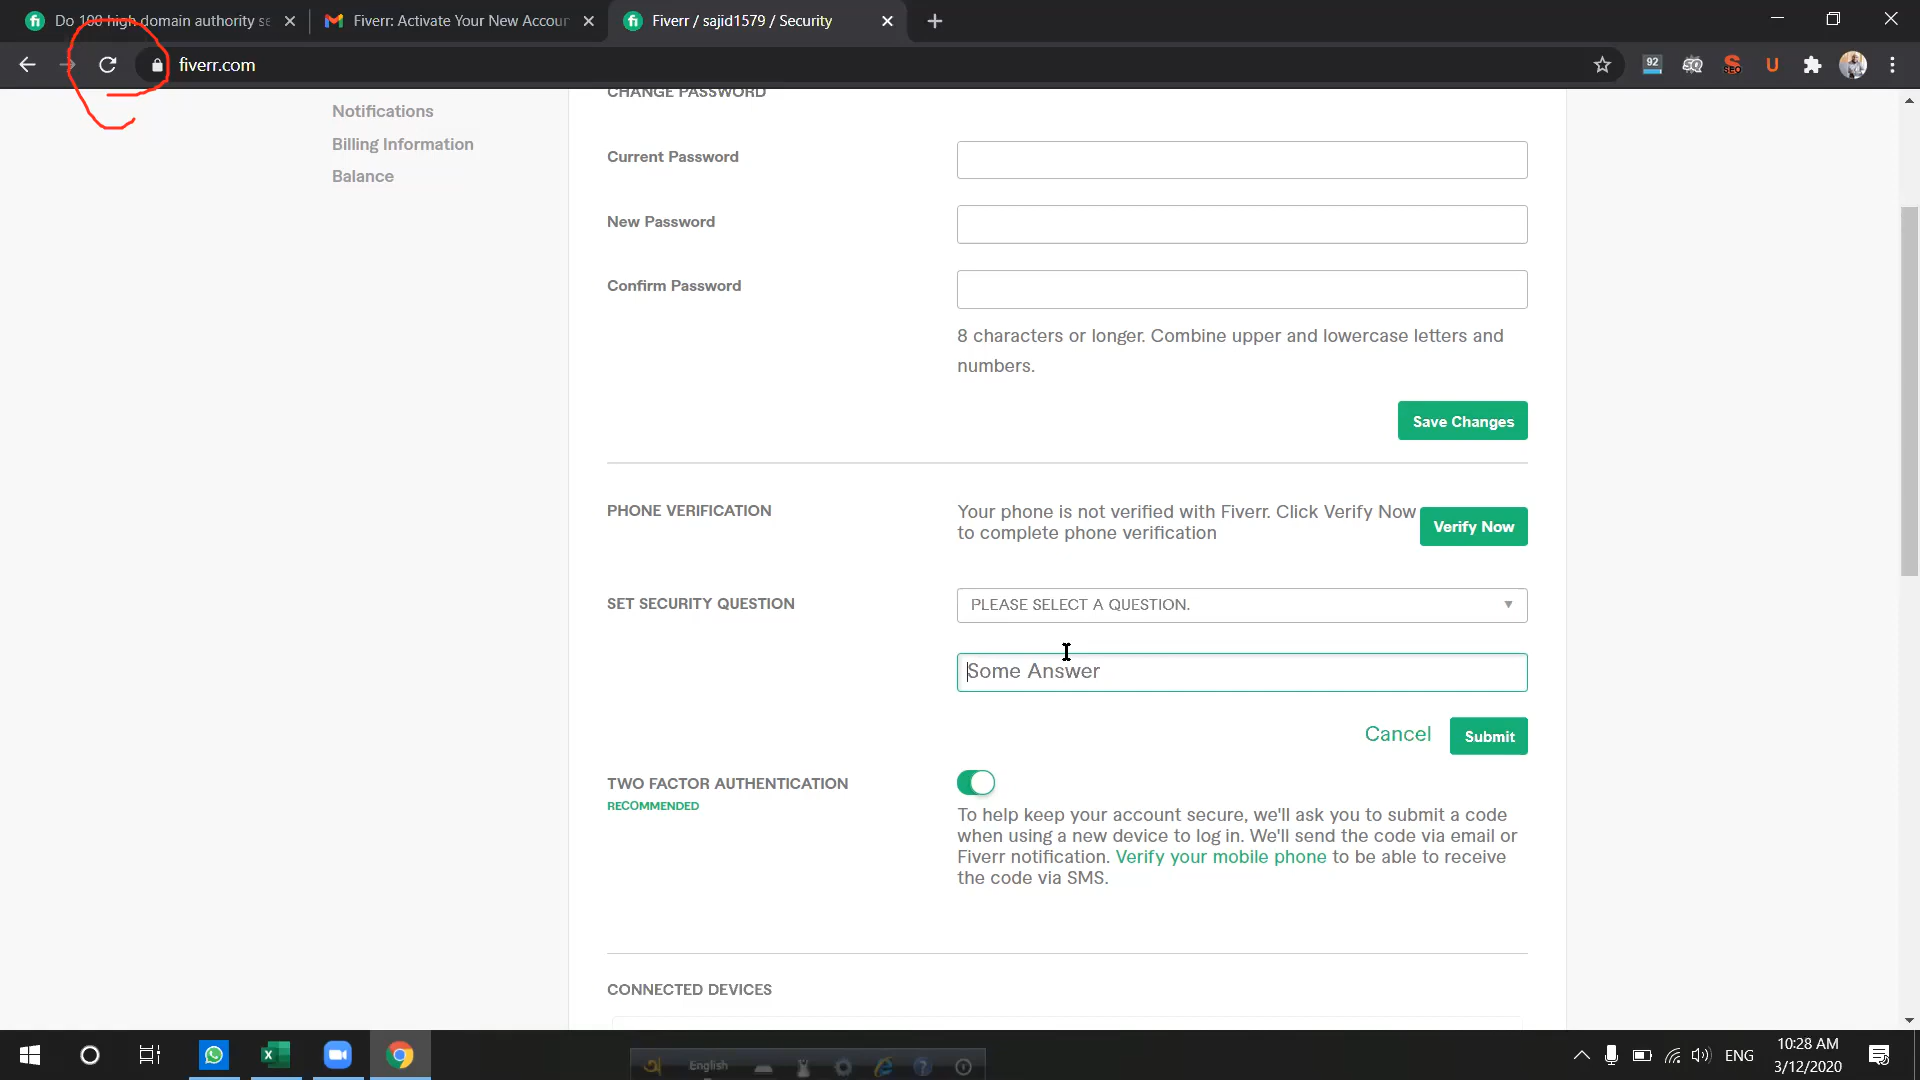 Do 100 high domain authority se
Fiverr: Activate Your New Accoun
Fiverr / sajid1579 / Security
fiverr.com
92
SEO
U
CHANGE PASSWORD
Notifications
Billing Information
Balance
Current Password
New Password
Confirm Password
8 characters or longer. Combine upper and lowercase letters and
numbers.
Save Changes
PHONE VERIFICATION
Your phone is not verified with Fiverr. Click Verify Now
to complete phone verification
Verify Now
SET SECURITY QUESTION
PLEASE SELECT A QUESTION.
Some Answer
Cancel
Submit
TWO FACTOR AUTHENTICATION
RECOMMENDED
To help keep your account secure, we'll ask you to submit a code
when using a new device to log in. We'll send the code via email or
Fiverr notification. Verify your mobile phone to be able to receive
the code via SMS.
CONNECTED DEVICES
English
ENG
10:28 AM
3/12/2020